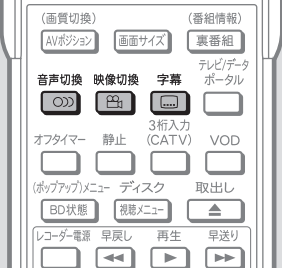 (画質切換) (番組情報)
AVポジション 画面サイズ 裏番組
テレビ/データ
音声切換 映像切換 字幕 ポータル
3桁入力
オフタイマー 静止 (CATV) VOD
(ポップアップ)メニュー ディスク 取出し
BD状態 視聴メニュー
レコーダー電源 早戻し 再生 早送り